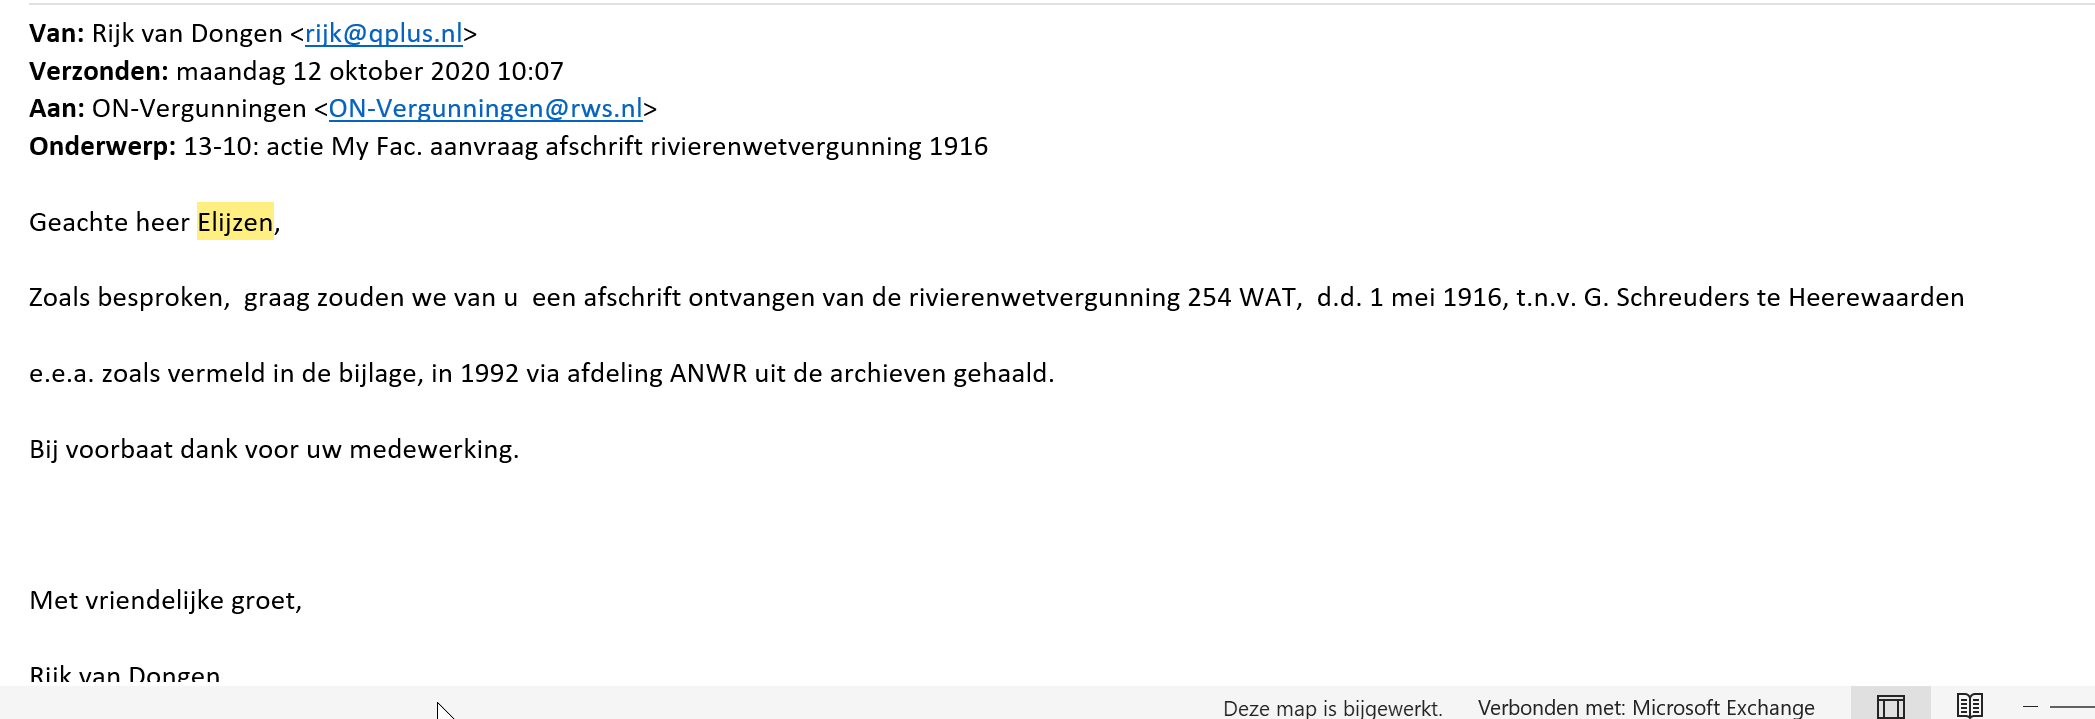 Van: Rijk van Dongen <rijk@qplus.nl>
Verzonden: maandag 12 oktober 2020 10:07
Aan: ON-Vergunningen <ON-Vergunningen@rws.nl>
Onderwerp: 13-10: actie My Fac. aanvraag afschrift rivierenwetvergunning 1916
Geachte heer Elijzen,
Zoals besproken,  graag zouden we van u  een afschrift ontvangen van de rivierenwetvergunning 254 WAT,  d.d. 1 mei 1916, t.n.v. G. Schreuders te Heerewaarden
e.e.a. zoals vermeld in de bijlage, in 1992 via afdeling ANWR uit de archieven gehaald.
Bij voorbaat dank voor uw medewerking.
Met vriendelijke groet,
Rijk van Dongen
Deze map is bijgewerkt. Verbonden met: Microsoft Exchange